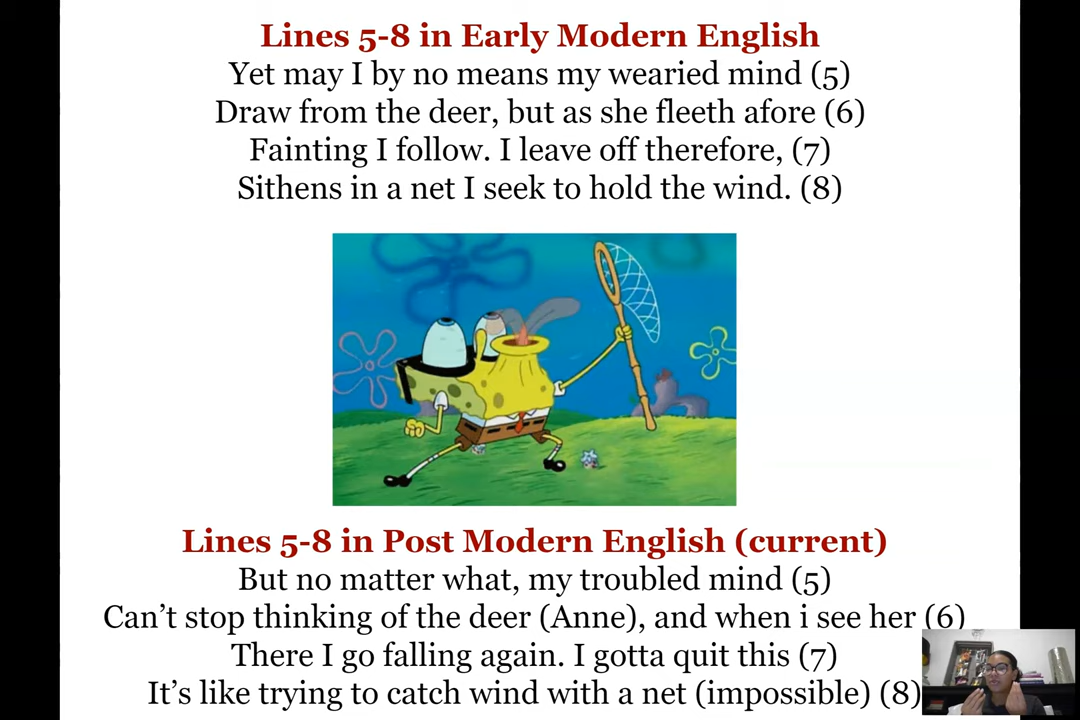 Lines 5-8 in Early Modern English
Yet may I by no means my wearied mind (5)
Draw from the deer, but as she fleeth afore (6)
Fainting I follow. I leave off therefore, (7)
Sithens in a net I seek to hold the wind. (8)
Lines 5-8 in Post Modern English (current)
But no matter what, my troubled mind (5)
Can't stop thinking of the deer (Anne), and when i see her (6)
There I go falling again. I gotta quit this (7)
It's like trying to catch wind with a net (impossible) (8)